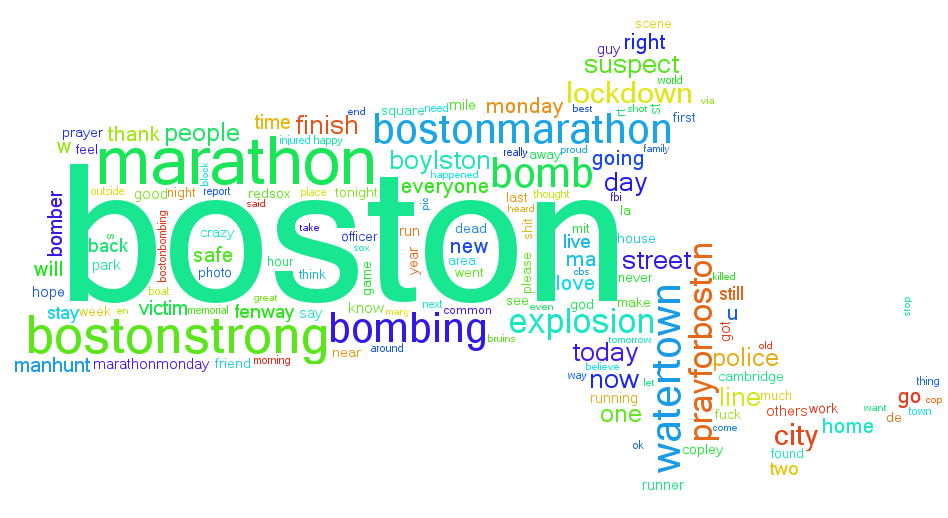 scene
guy right
suspect
world
lockdown
via
rt shot st
monday best
mile
square need
end
time finish
bostonmarathon
first
prayer thank people
injured happy
really away proud family
w feel
marathon
boylston
bomb
going
happened
block
everyone
day
outside good night report place redsox tonight
last thought
fbi
said
heard
la
bomber
bostonbombing
boston
pic
take
crazy
officer
run
dead
new
shit
mit
live
house
s
back
safe
sox
year
area
please
cbs
ma
street
park
hour
game
went
will
photo
think
love
never
killed
hope
boat
great
know
next
see
even
god
make
watertown
prayforboston
still
stop
stay week en
victim
memorial
fenway
say
many
common
explosion
u
bostonstrong
bombing
bruins
tomorrow
got
old
manhunt
marathonmonday
friend
morning
near
around
today
believe
police
way
now
let
cambridge
thing
running
line
much
go cop
one
fuck
others work
want
town
de
come
city
home
ok
copley
found
two
runner